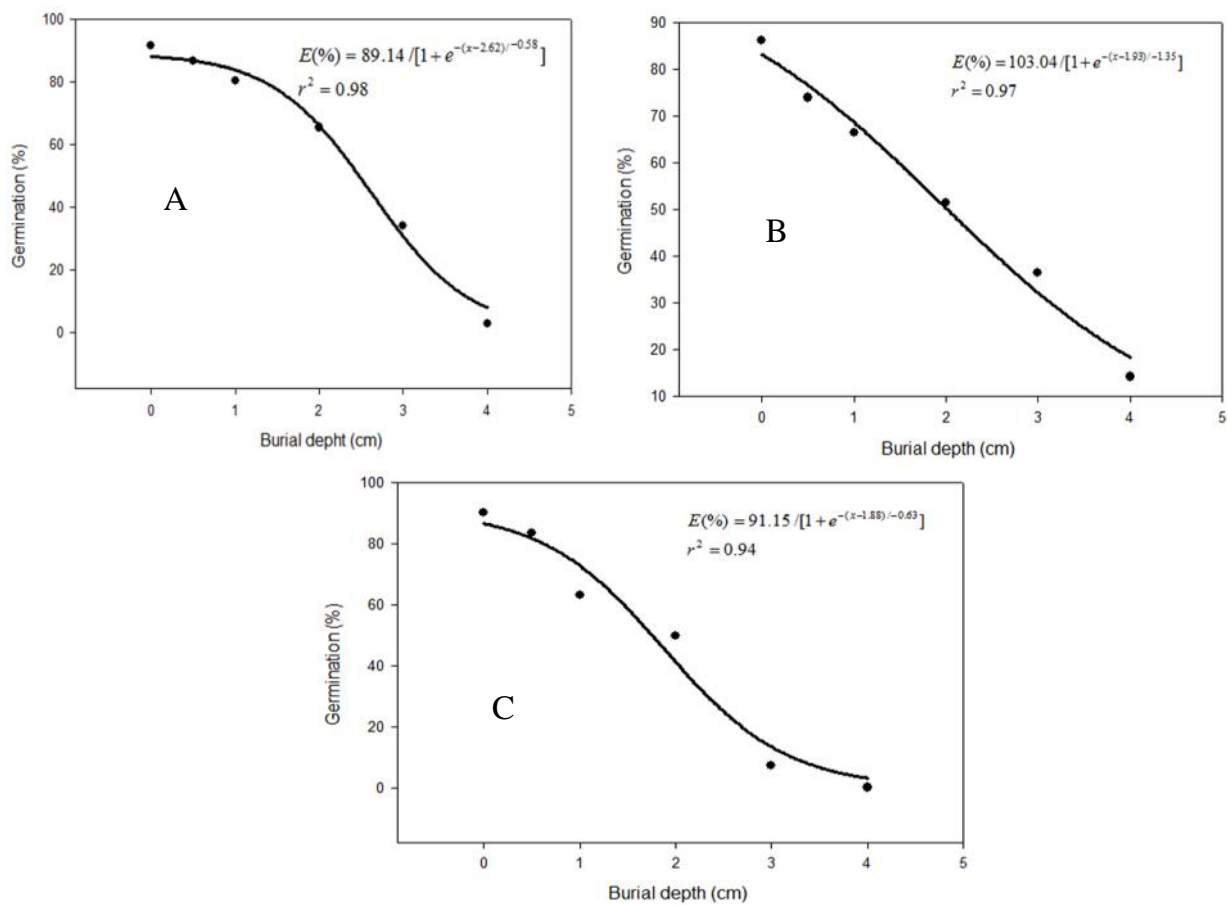 100
80
60
40
20
0
Germination (%)
E(%) = 89.14 /[1+ e^{-(x-2.62)/-0.58}]
r² = 0.98
A
0 1 2 3 4 5
Burial depht (cm)
90
80
70
60
50
40
30
20
10
Germination (%)
E(%) = 103.04 /[1+ e^{-(x-1.93)/-1.35}]
r² = 0.97
B
0 1 2 3 4 5
Burial depth (cm)
100
80
60
40
20
0
Germination (%)
E(%) = 91.15 /[1+ e^{-(x-1.88)/-0.63}]
r² = 0.94
C
0 1 2 3 4 5
Burial depth (cm)